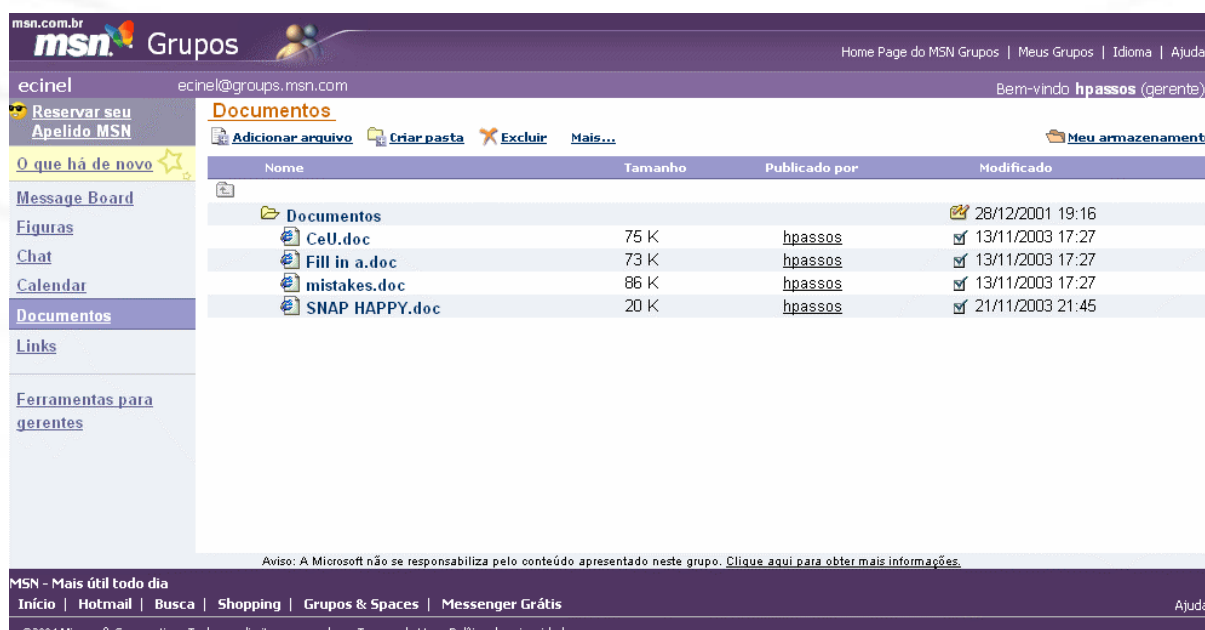 msn.com.br
msn Grupos
Home Page do MSN Grupos | Meus Grupos | Idioma | Ajuda
ecinel ecinel@groups.msn.com Bem-vindo hpassos (gerente)
Reservar seu
Apelido MSN
O que há de novo
Message Board
Figuras
Chat
Calendar
Documentos
Links
Ferramentas para
gerentes
Documentos
Adicionar arquivo Criar pasta Excluir Mais... Meu armazenament
Nome Tamanho Publicado por Modificado
Documentos 28/12/2001 19:16
CeU.doc 75 K hpassos 13/11/2003 17:27
Fill in a.doc 73 K hpassos 13/11/2003 17:27
mistakes.doc 86 K hpassos 13/11/2003 17:27
SNAP HAPPY.doc 20 K hpassos 21/11/2003 21:45
Aviso: A Microsoft não se responsabiliza pelo conteúdo apresentado neste grupo. Clique aqui para obter mais informações.
MSN - Mais útil todo dia
Início | Hotmail | Busca | Shopping | Grupos & Spaces | Messenger Grátis Ajuda